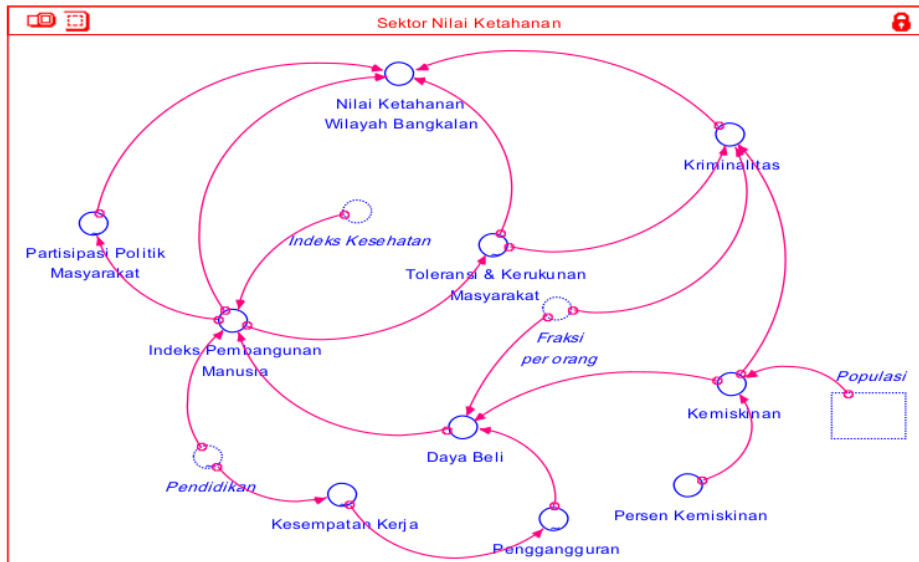 Sektor Nilai Ketahanan
Nilai Ketahanan
Wilayah Bangkalan
Kriminalitas
Partisipasi Politik
Masyarakat
Indeks Kesehatan
Toleransi & Kerukunan
Masyarakat
Fraksi
per orang
Indeks Pembangunan
Manusia
Populasi
Kemiskinan
Daya Beli
Pendidikan
Kesempatan Kerja
Persen Kemiskinan
Penggangguran